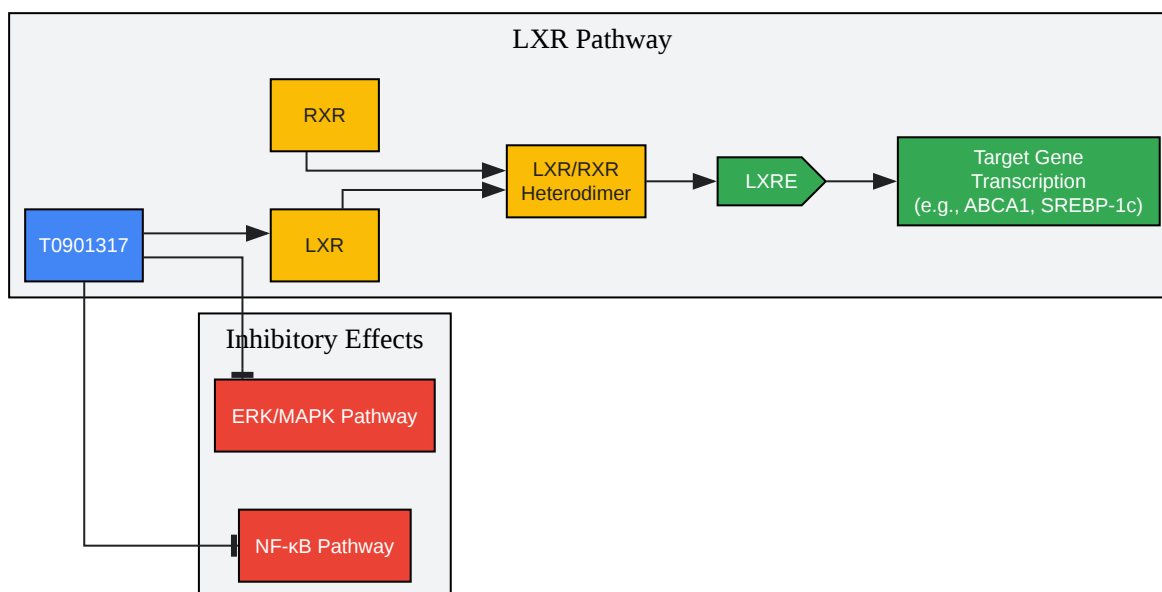 LXR Pathway
RXR
LXR/RXR
Heterodimer
LXRE
Target Gene
Transcription
(e.g., ABCA1, SREBP-1c)
T0901317
LXR
Inhibitory Effects
ERK/MAPK Pathway
NF-κB Pathway